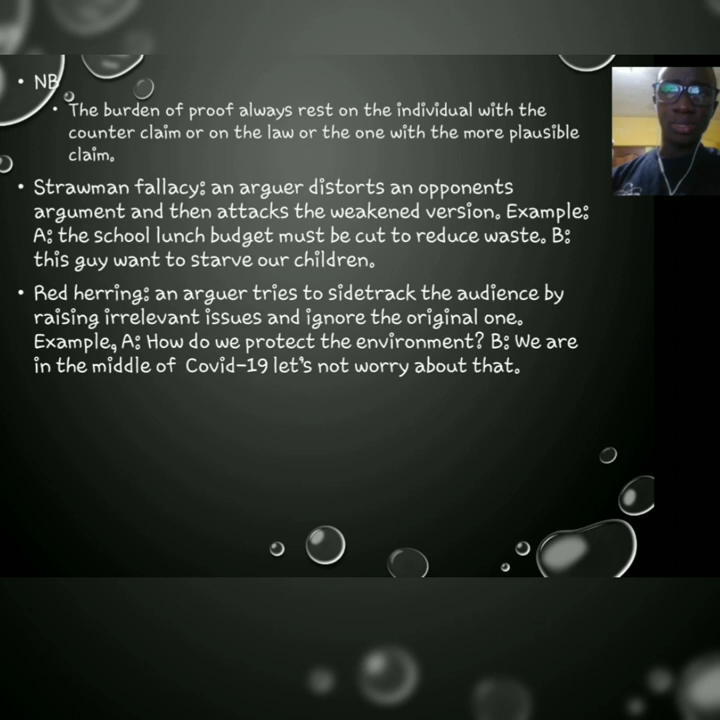 NB
The burden of proof always rest on the individual with the
counter claim or on the law or the one with the more plausible
claim.
Strawman fallacy: an arguer distorts an opponents
argument and then attacks the weakened version. Example:
A: the school lunch budget must be cut to reduce waste. B:
this guy want to starve our children.
Red herring: an arguer tries to sidetrack the audience by
raising irrelevant issues and ignore the original one.
Example, A: How do we protect the environment? B: We are
in the middle of Covid-19 let's not worry about that.